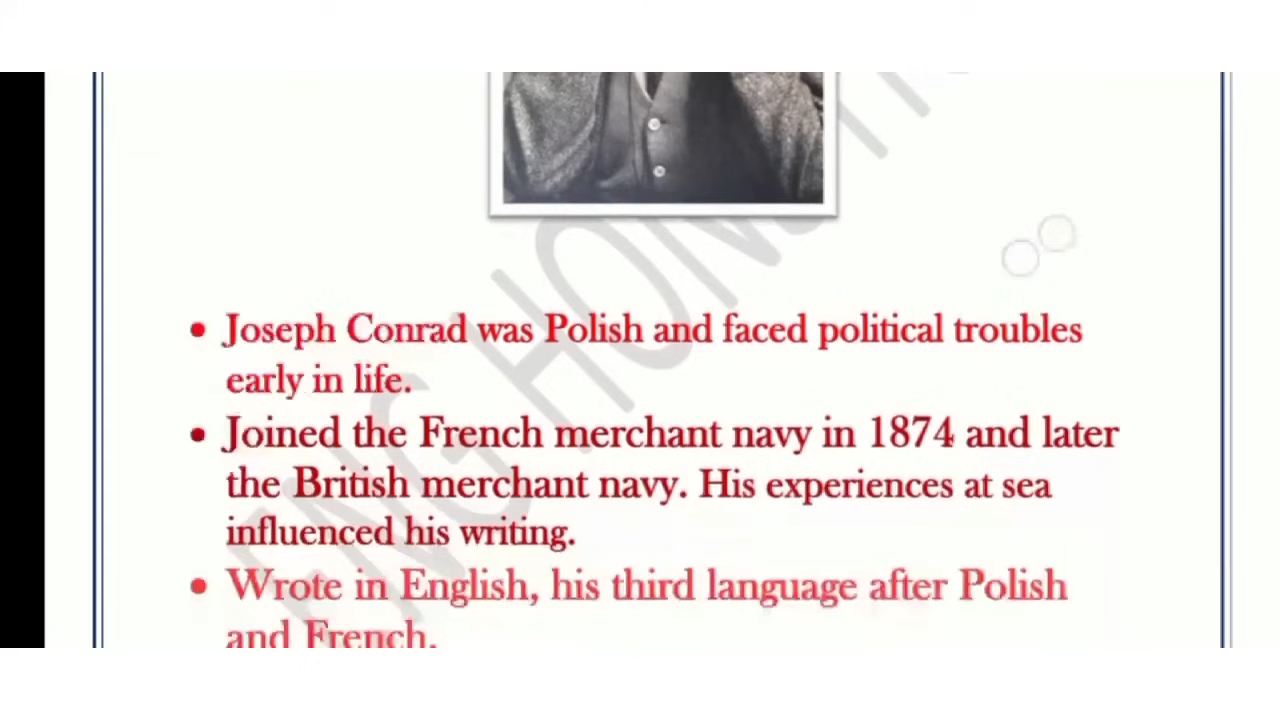 Joseph Conrad was Polish and faced political troubles
early in life.
Joined the French merchant navy in 1874 and later
the British merchant navy. His experiences at sea
influenced his writing.
Wrote in English, his third language after Polish
and French.
ENG HON